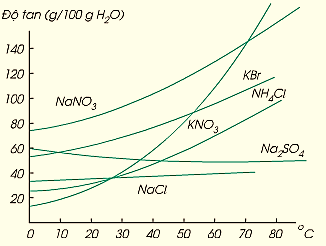 Độ tan (g/100 g H₂O)
140
120
100
80
60
40
20
NaNO₃
KBr
NH₄Cl
KNO₃
Na₂SO₄
NaCl
0 10 20 30 40 50 60 70 80 °C